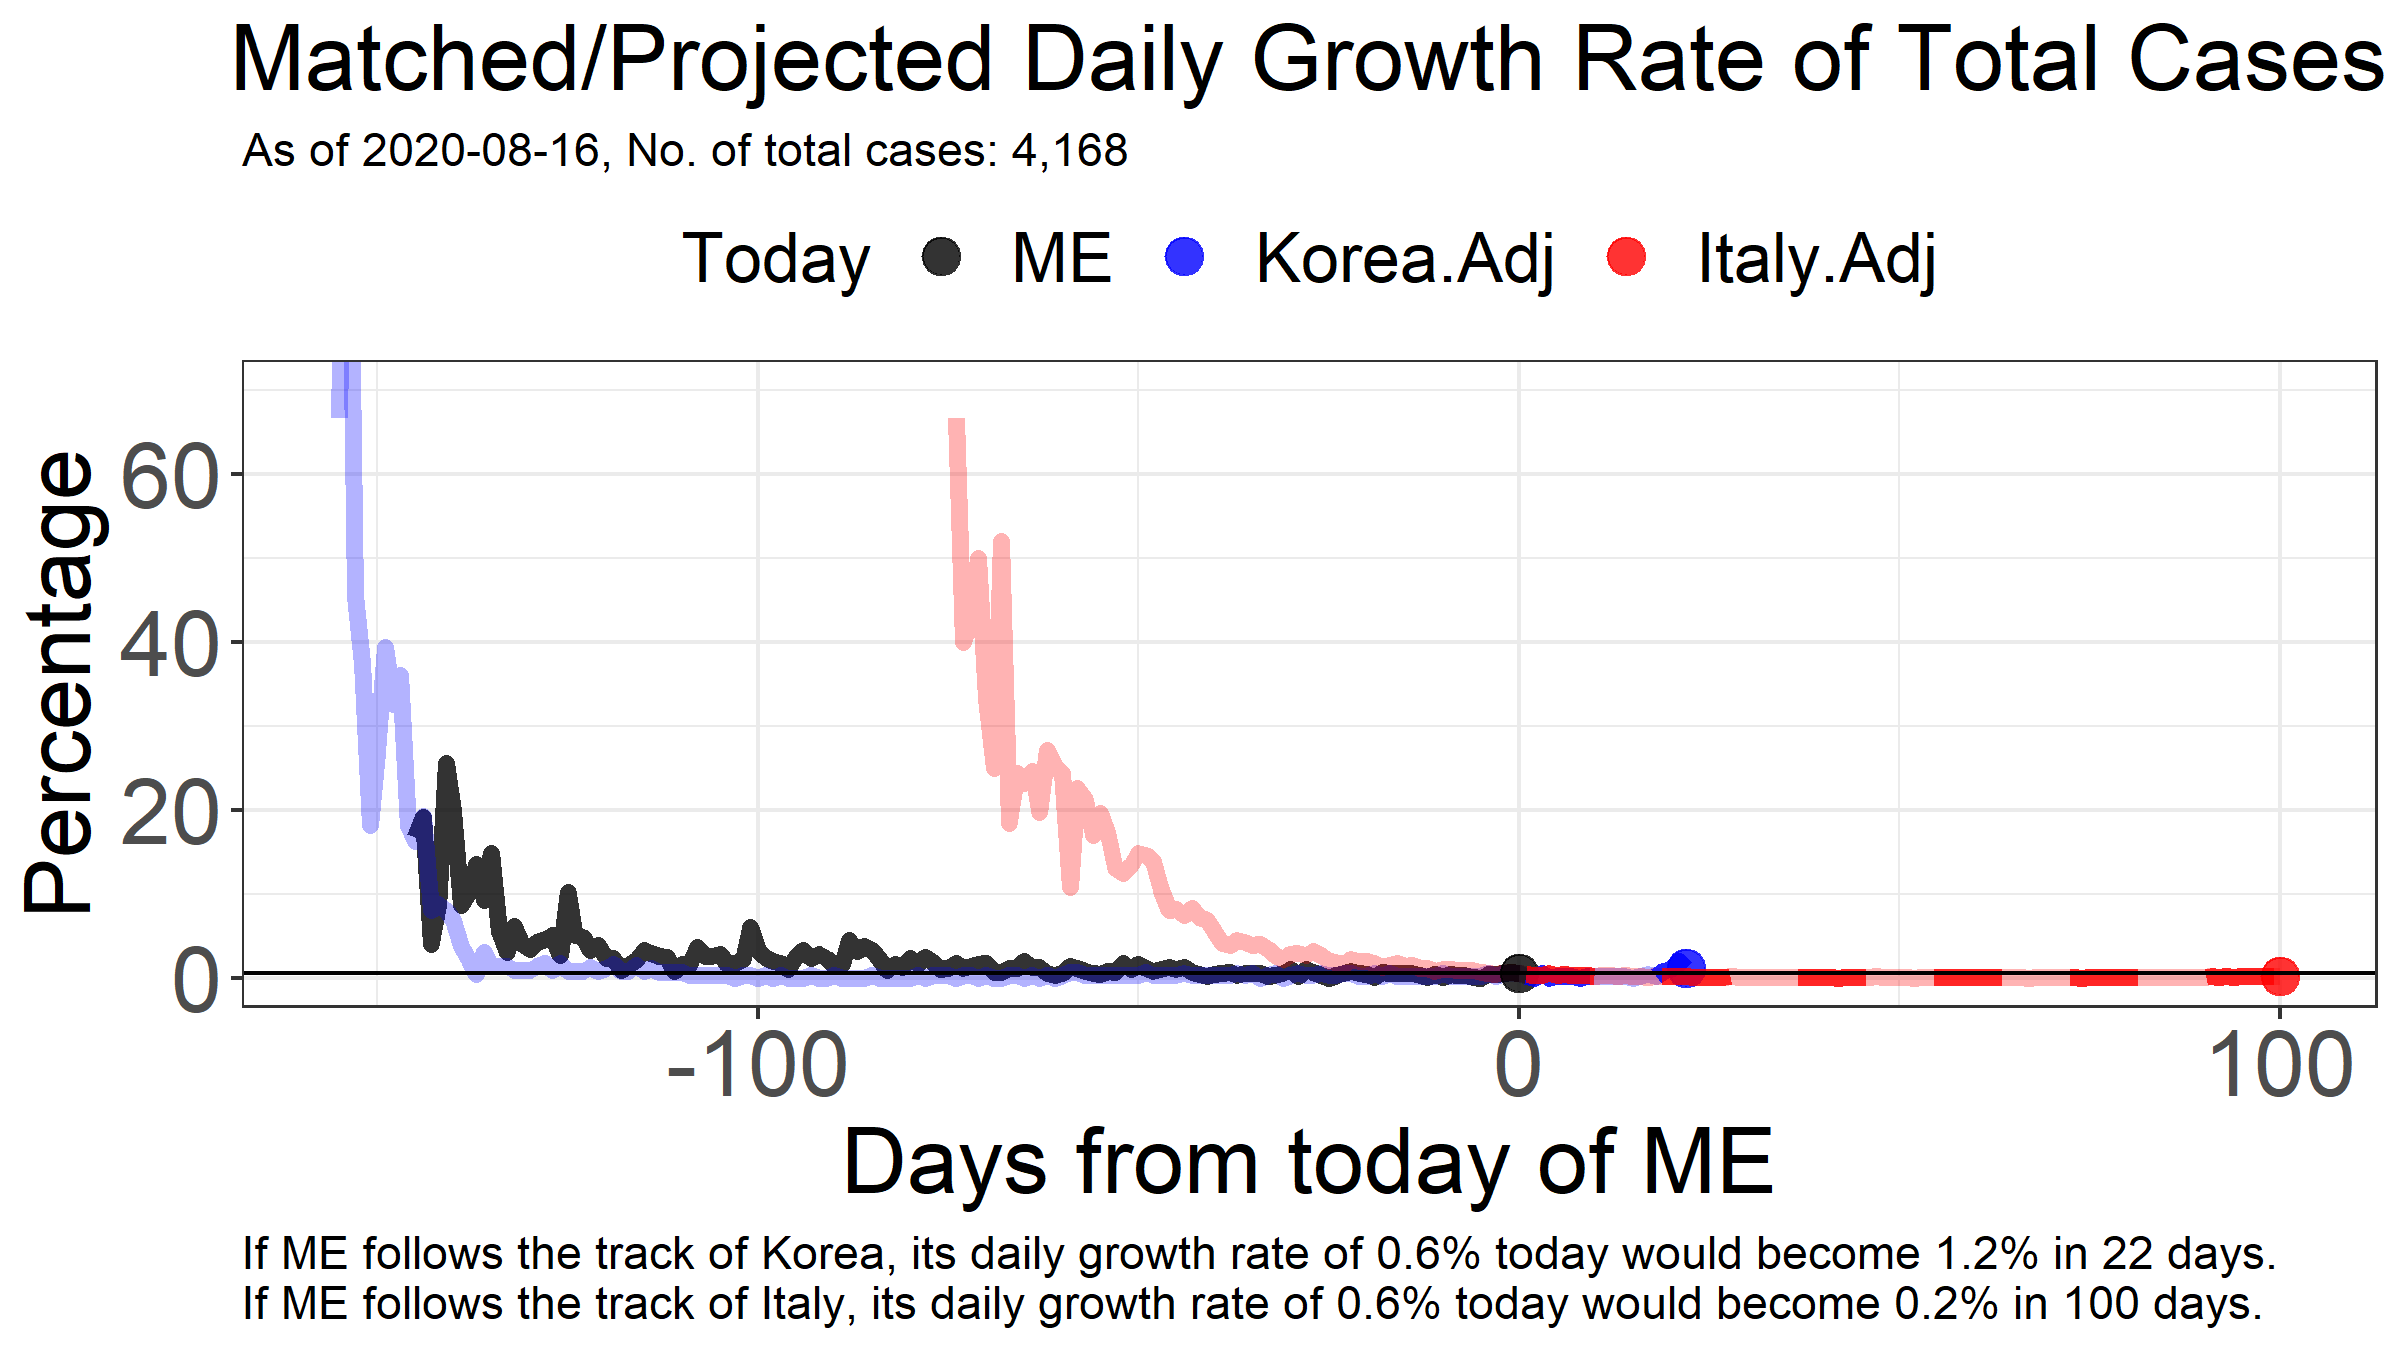 Matched/Projected Daily Growth Rate of Total Cases
As of 2020-08-16, No. of total cases: 4,168
Today ME Korea.Adj Italy.Adj
Percentage
60
40
20
0
-100 0 100
Days from today of ME
If ME follows the track of Korea, its daily growth rate of 0.6% today would become 1.2% in 22 days.
If ME follows the track of Italy, its daily growth rate of 0.6% today would become 0.2% in 100 days.